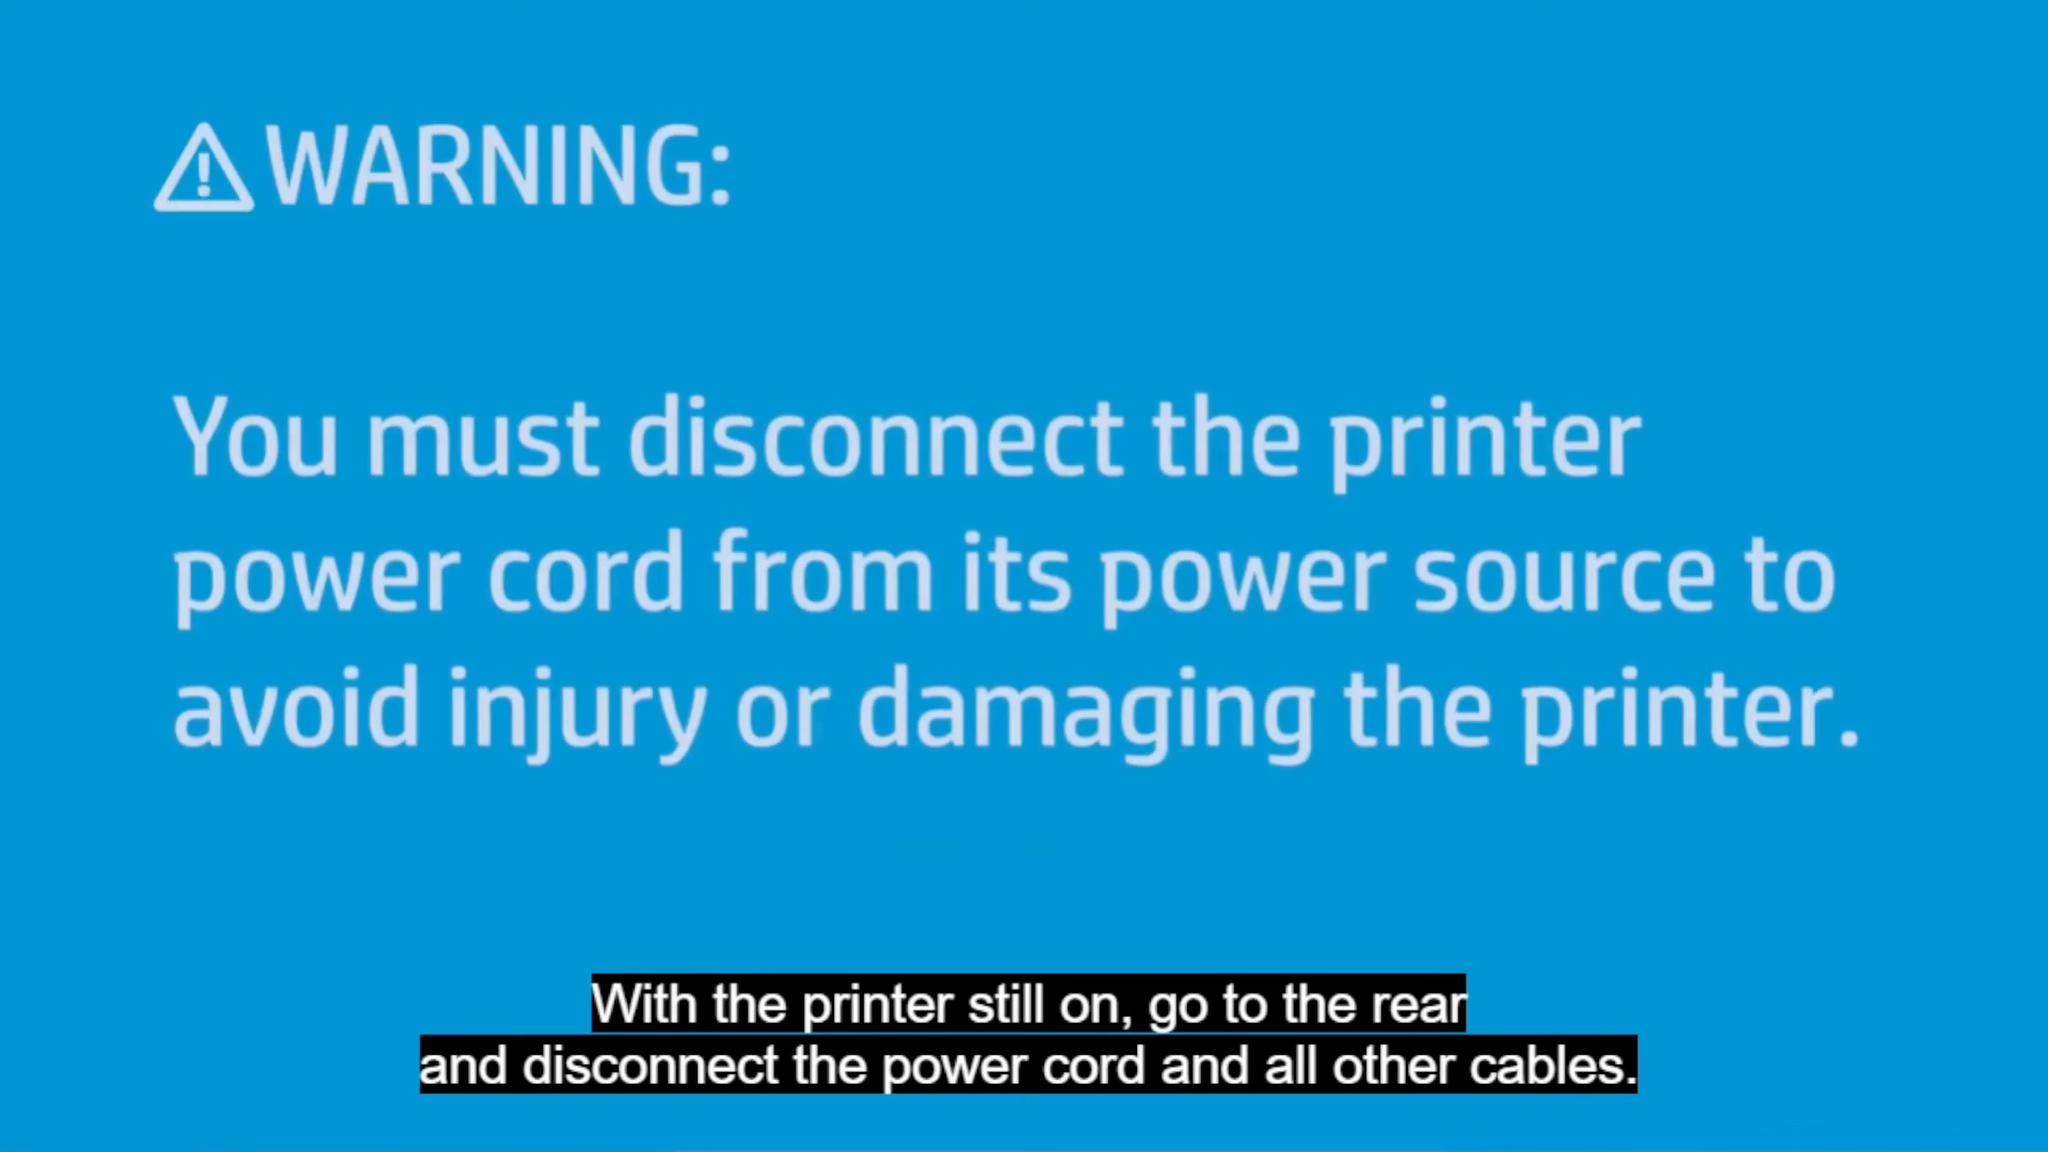 ⚠WARNING:
You must disconnect the printer
power cord from its power source to
avoid injury or damaging the printer.
With the printer still on, go to the rear
and disconnect the power cord and all other cables.